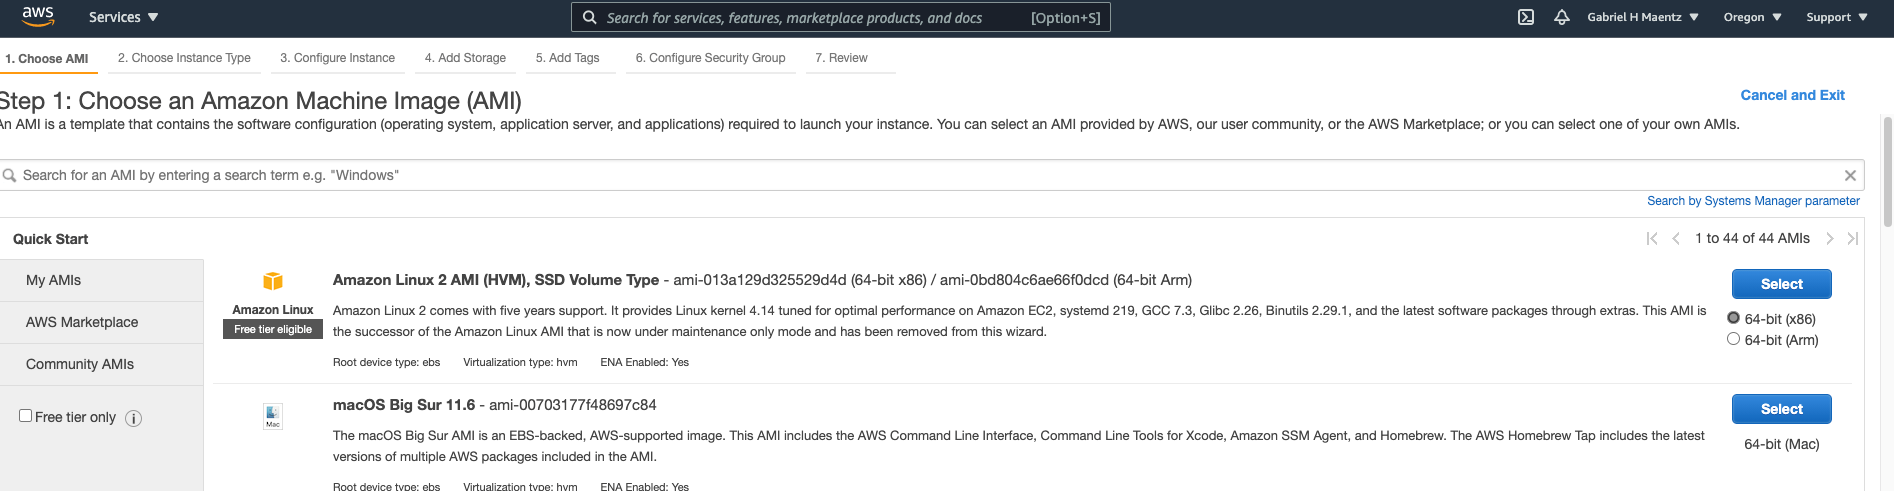 aws Services Search for services, features, marketplace products, and docs [Option+S] Gabriel H Maentz Oregon Support
1. Choose AMI 2. Choose Instance Type 3. Configure Instance 4. Add Storage 5. Add Tags 6. Configure Security Group 7. Review
Step 1: Choose an Amazon Machine Image (AMI)
Cancel and Exit
An AMI is a template that contains the software configuration (operating system, application server, and applications) required to launch your instance. You can select an AMI provided by AWS, our user community, or the AWS Marketplace; or you can select one of your own AMIs.
Search for an AMI by entering a search term e.g. "Windows"
Search by Systems Manager parameter
Quick Start
1 to 44 of 44 AMIs
My AMIs
AWS Marketplace
Community AMIs
Free tier only
Amazon Linux
Free tier eligible
Amazon Linux 2 AMI (HVM), SSD Volume Type - ami-013a129d325529d4d (64-bit x86) / ami-0bd804c6ae66f0dcd (64-bit Arm)
Amazon Linux 2 comes with five years support. It provides Linux kernel 4.14 tuned for optimal performance on Amazon EC2, systemd 219, GCC 7.3, Glibc 2.26, Binutils 2.29.1, and the latest software packages through extras. This AMI is
the successor of the Amazon Linux AMI that is now under maintenance only mode and has been removed from this wizard.
Root device type: ebs Virtualization type: hvm ENA Enabled: Yes
Select
64-bit (x86)
64-bit (Arm)
Mac
macOS Big Sur 11.6 - ami-00703177f48697c84
The macOS Big Sur AMI is an EBS-backed, AWS-supported image. This AMI includes the AWS Command Line Interface, Command Line Tools for Xcode, Amazon SSM Agent, and Homebrew. The AWS Homebrew Tap includes the latest
versions of multiple AWS packages included in the AMI.
Root device type: ebs Virtualization type: hvm ENA Enabled: Yes
Select
64-bit (Mac)